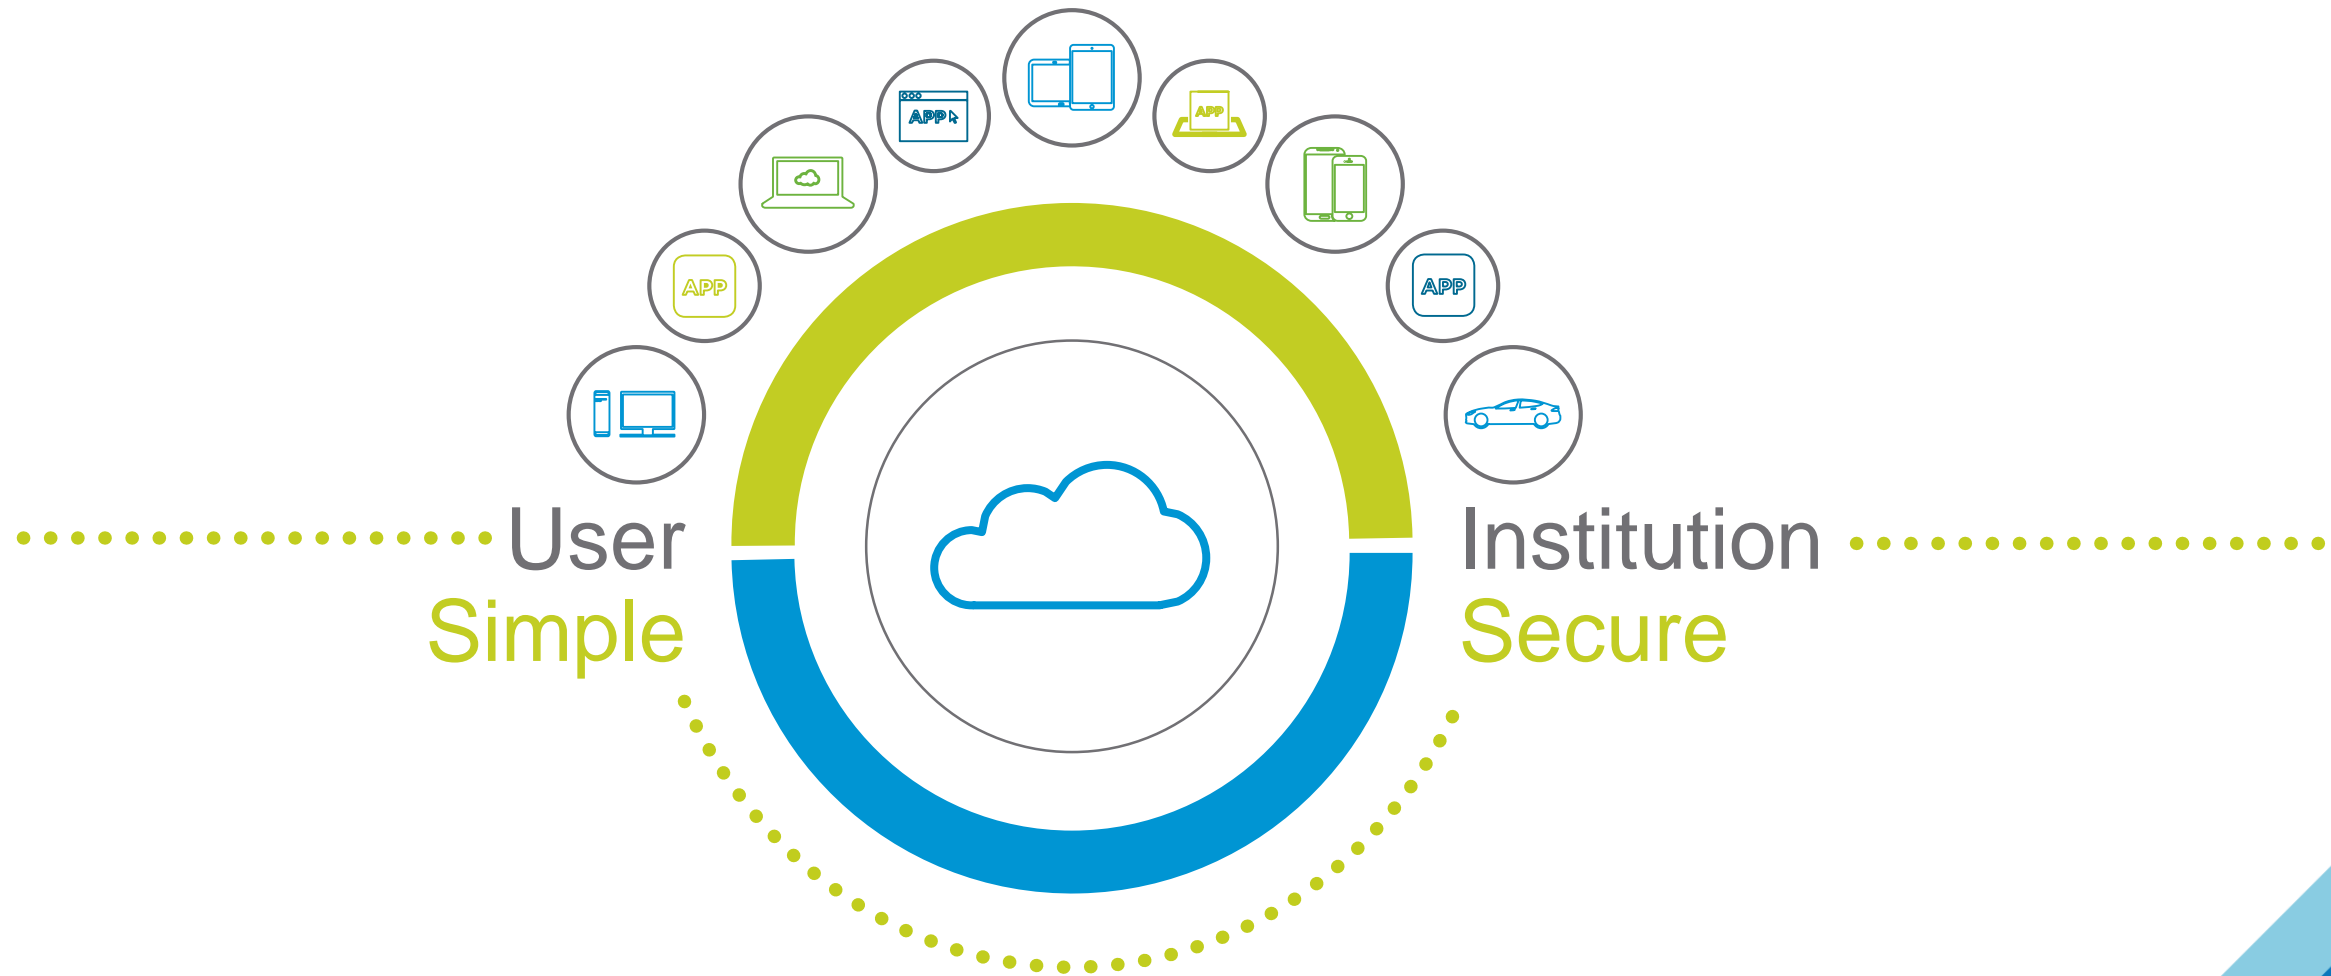 APP
APP
APP
APP
User
Simple
Institution
Secure